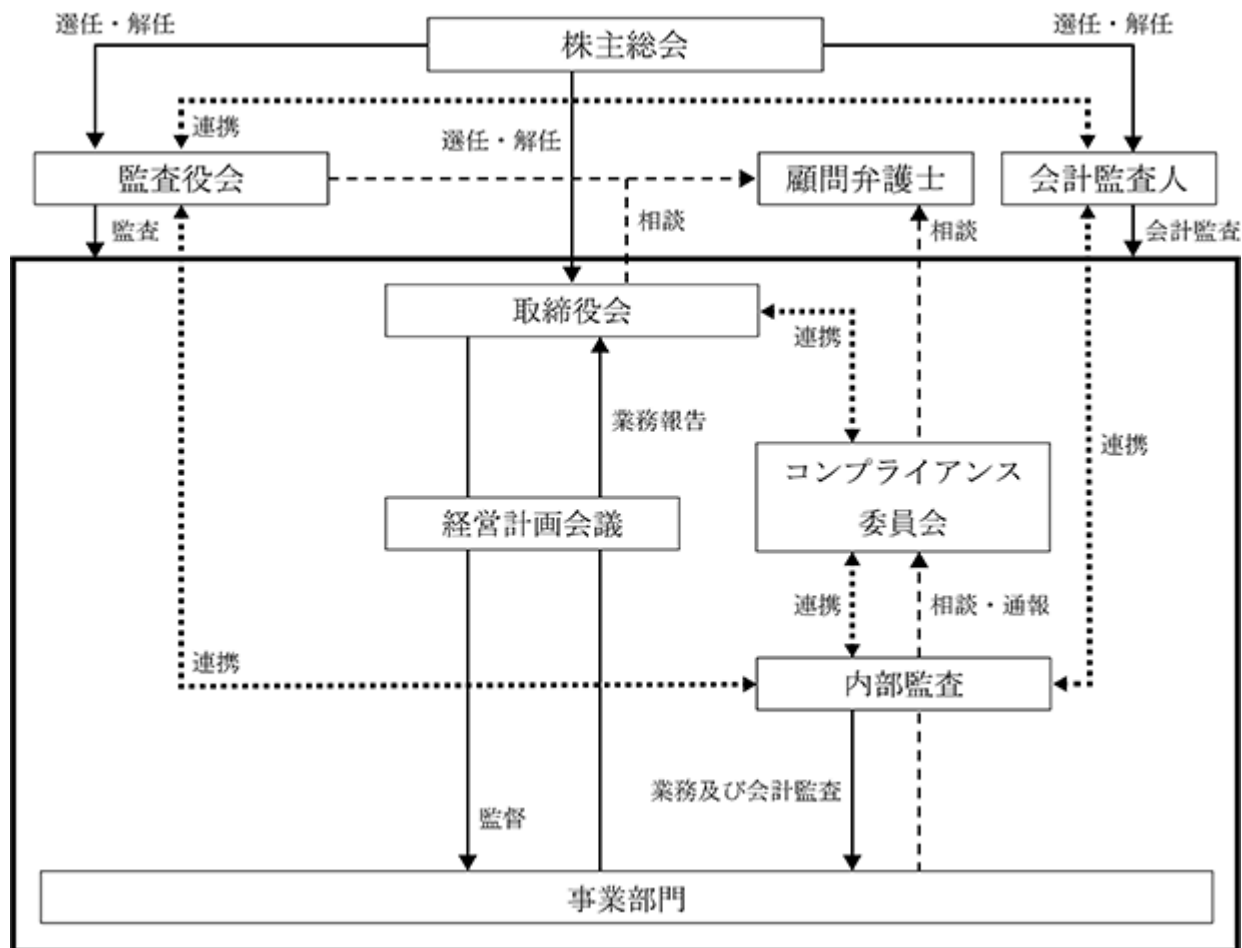 選任・解任
株主総会
選任・解任
連携
選任・解任
監査役会
顧問弁護士
会計監査人
監査
相談
相談
会計監査
取締役会
連携
業務報告
連携
コンプライアンス
委員会
経営計画会議
連携
相談・通報
連携
内部監査
業務及び会計監査
監督
事業部門